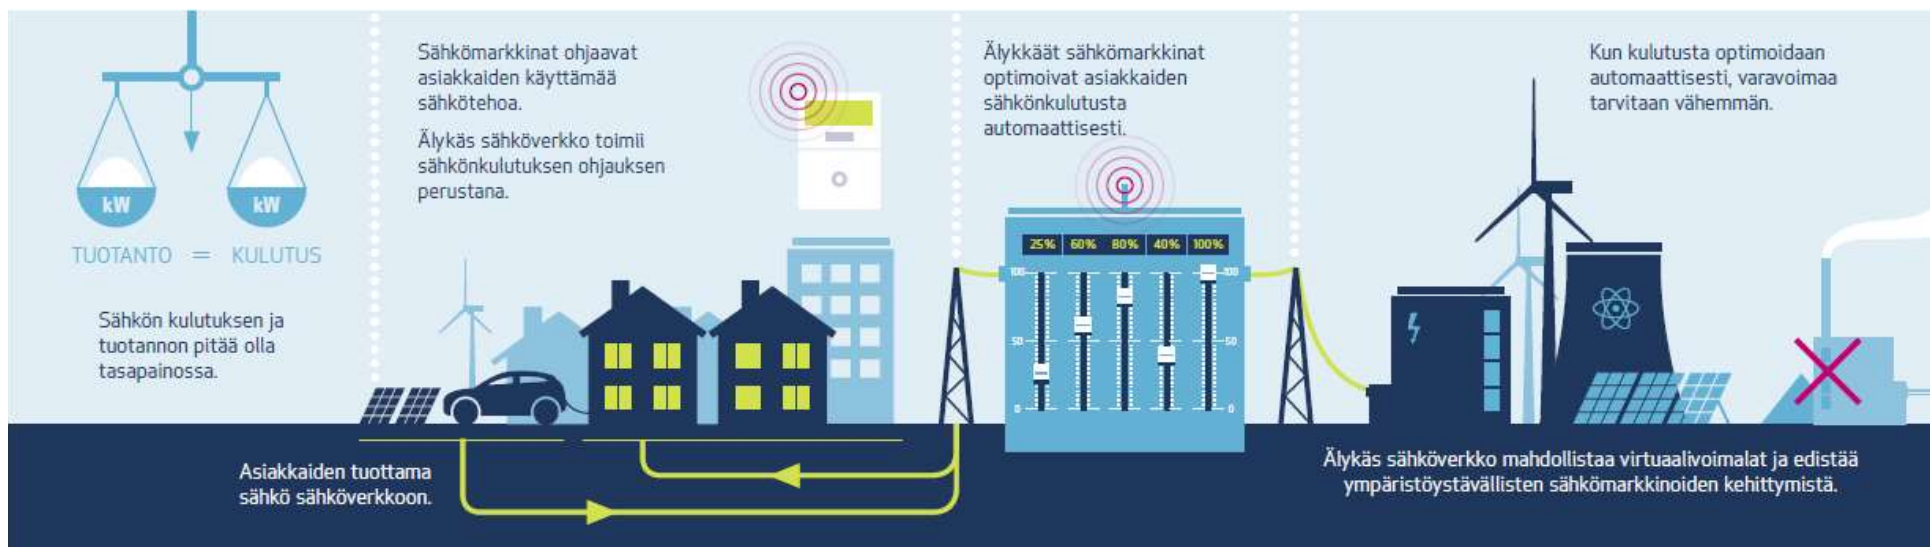 kW
kW
TUOTANTO = KULUTUS
Sähkön kulutuksen ja
tuotannon pitää olla
tasapainossa.
Sähkömarkkinat ohjaavat
asiakkaiden käyttämää
sähkötehoa.
Älykäs sähköverkko toimii
sähkönkulutuksen ohjauksen
perustana.
Asiakkaiden tuottama
sähkö sähköverkkoon.
Älykkäät sähkömarkkinat
optimoivat asiakkaiden
sähkönkulutusta
automaattisesti.
25% 60% 80% 40% 100%
100 100
50 50
0 0
Kun kulutusta optimoidaan
automaattisesti, varavoimaa
tarvitaan vähemmän.
Älykäs sähköverkko mahdollistaa virtuaalivoimalat ja edistää
ympäristöystävällisten sähkömarkkinoiden kehittymistä.